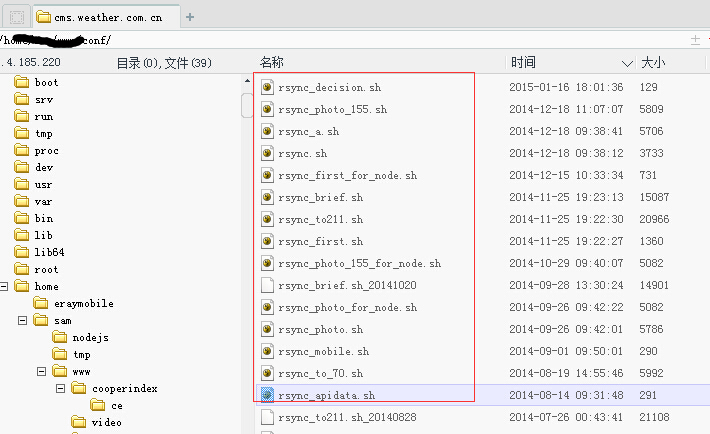 cms.weather.com.cn
/home/ conf/
.4.185.220 目录(0),文件(39) 名称 时间 大小
boot
srv
run
tmp
proc
dev
usr
var
bin
lib
lib64
root
home
eraymobile
sam
nodejs
tmp
www
cooperindex
ce
video
rsync_decision.sh 2015-01-16 18:01:36 129
rsync_photo_155.sh 2014-12-18 11:07:07 5809
rsync_a.sh 2014-12-18 09:38:41 5706
rsync.sh 2014-12-18 09:38:12 3733
rsync_first_for_node.sh 2014-12-15 10:33:34 731
rsync_brief.sh 2014-11-25 19:23:13 15087
rsync_to211.sh 2014-11-25 19:22:30 20966
rsync_first.sh 2014-11-25 19:22:27 1360
rsync_photo_155_for_node.sh 2014-10-29 09:40:07 5082
rsync_brief.sh_20141020 2014-09-28 13:30:24 14901
rsync_photo_for_node.sh 2014-09-26 09:42:22 5082
rsync_photo.sh 2014-09-26 09:42:01 5786
rsync_mobile.sh 2014-09-01 09:50:01 290
rsync_to_70.sh 2014-08-19 14:55:46 5992
rsync_apidata.sh 2014-08-14 09:31:48 291
rsync_to211.sh_20140828 2014-07-26 00:43:41 21108